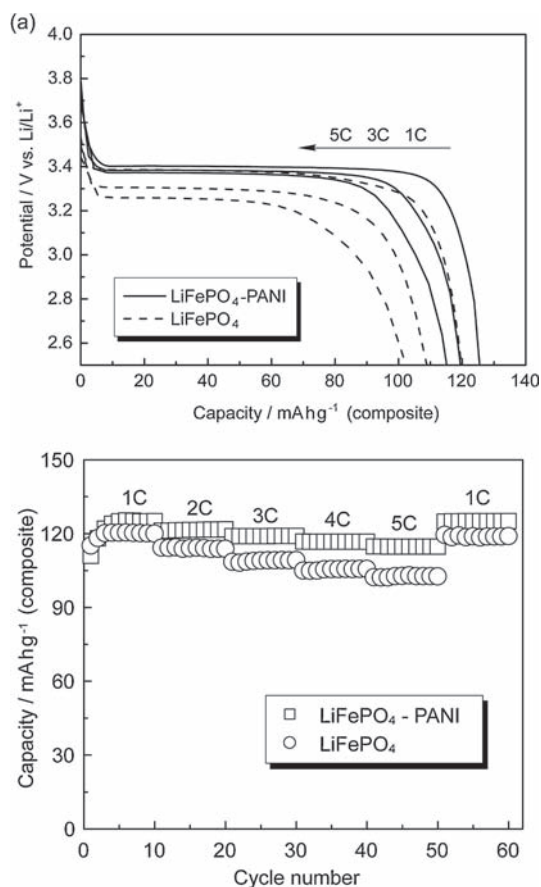 (a)
4.0
3.8
3.6
3.4
3.2
3.0
2.8
2.6
Potential / V vs. Li/Li⁺
5C 3C 1C
LiFePO₄-PANI
LiFePO₄
0 20 40 60 80 100 120 140
Capacity / mAhg⁻¹ (composite)
150
120
90
60
30
0
Capacity / mAhg⁻¹ (composite)
1C 2C 3C 4C 5C 1C
LiFePO₄ - PANI
LiFePO₄
0 10 20 30 40 50 60
Cycle number